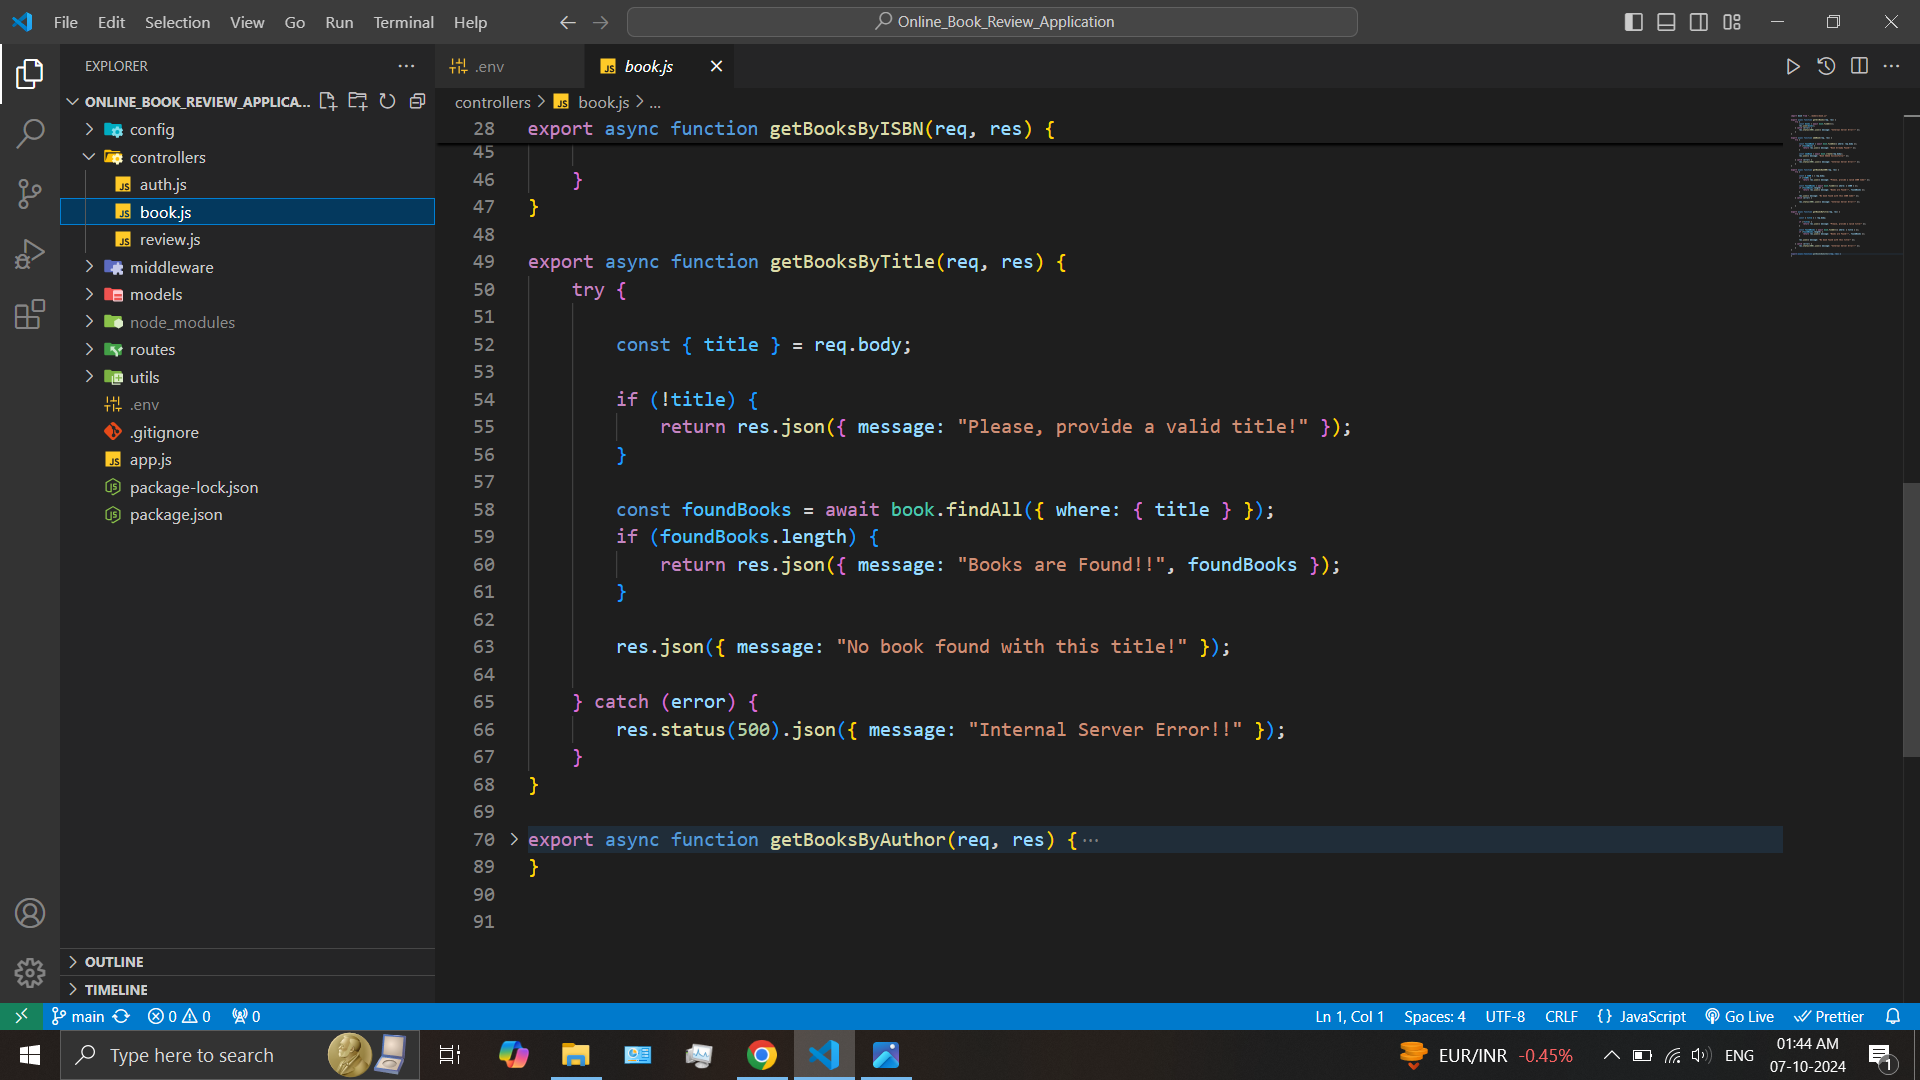 File Edit Selection View Go Run Terminal Help
Online_Book_Review_Application
EXPLORER
ONLINE_BOOK_REVIEW_APPLICA...
config
controllers
auth.js
book.js
review.js
middleware
models
node_modules
routes
utils
.env
.gitignore
app.js
package-lock.json
package.json
OUTLINE
TIMELINE
.env book.js
controllers > book.js > ...
28 export async function getBooksByISBN(req, res) {
45
46 }
47 }
48
49 export async function getBooksByTitle(req, res) {
50 try {
51
52 const { title } = req.body;
53
54 if (!title) {
55 return res.json({ message: "Please, provide a valid title!" });
56 }
57
58 const foundBooks = await book.findAll({ where: { title } });
59 if (foundBooks.length) {
60 return res.json({ message: "Books are Found!!", foundBooks });
61 }
62
63 res.json({ message: "No book found with this title!" });
64
65 } catch (error) {
66 res.status(500).json({ message: "Internal Server Error!!" });
67 }
68 }
69
70 export async function getBooksByAuthor(req, res) {...
89 }
90
91
main 0 0 0 Ln 1, Col 1 Spaces: 4 UTF-8 CRLF {} JavaScript Go Live Prettier
Type here to search EUR/INR -0.45% ENG 01:44 AM
07-10-2024 1